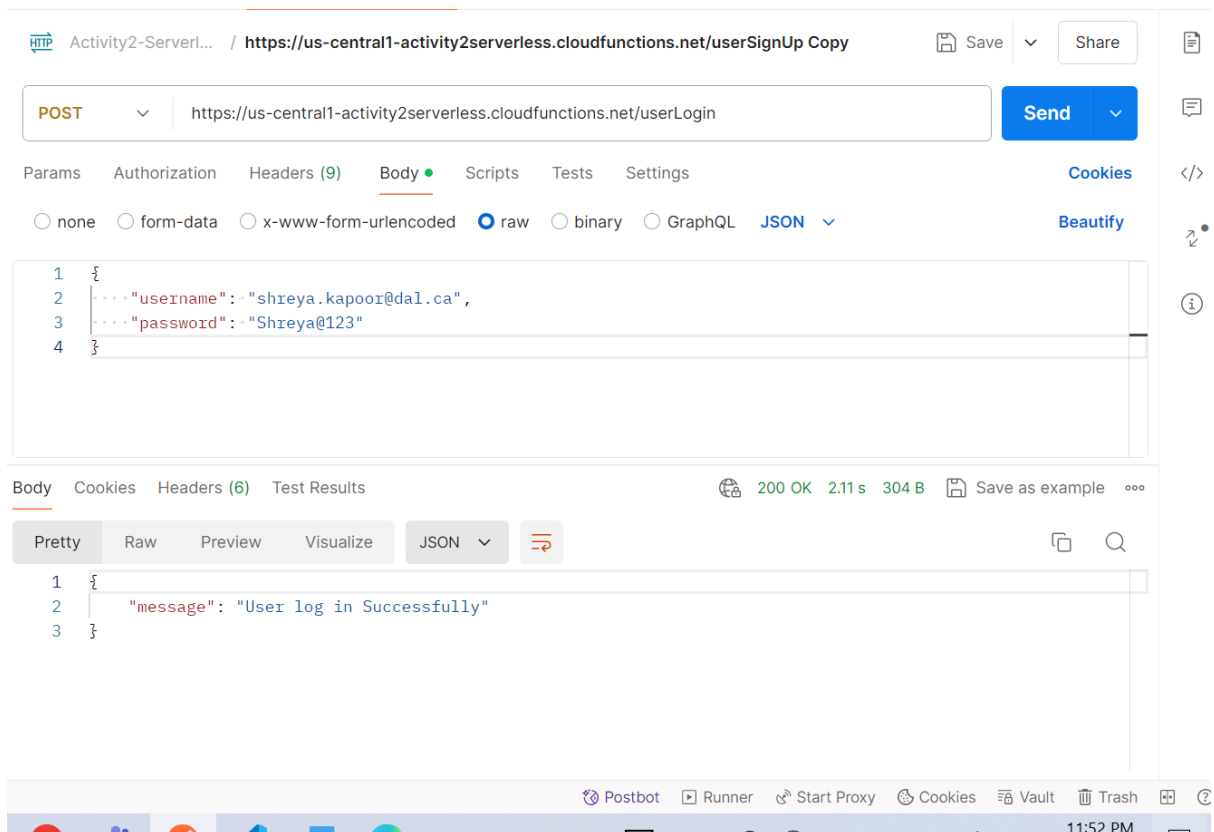 HTTP Activity2-Serverl... / https://us-central1-activity2serverless.cloudfunctions.net/userSignUp Copy Save Share
POST https://us-central1-activity2serverless.cloudfunctions.net/userLogin Send
Params Authorization Headers (9) Body Scripts Tests Settings Cookies
none form-data x-www-form-urlencoded raw binary GraphQL JSON Beautify
1 {
2 "username": "shreya.kapoor@dal.ca",
3 "password": "Shreya@123"
4 }
Body Cookies Headers (6) Test Results 200 OK 2.11 s 304 B Save as example
Pretty Raw Preview Visualize JSON
1 {
2 "message": "User log in Successfully"
3 }
Postbot Runner Start Proxy Cookies Vault Trash
11:52 PM